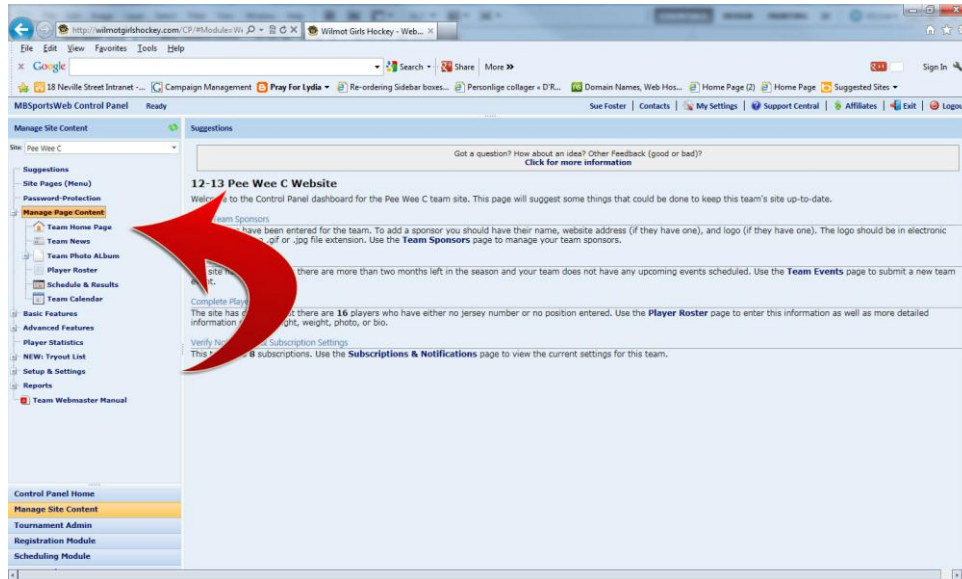 http://wilmotgirlshockey.com/CP/#Modules
Wilmot Girls Hockey - Web...
File Edit View Favorites Tools Help
x Google Search Share More >> Sign In
18 Neville Street Intranet -... Campaign Management Pray For Lydia Re-ordering Sidebar boxes... Personlige collager « D'R... Domain Names, Web Hos... Home Page (2) Home Page Suggested Sites
MBSportsWeb Control Panel Ready Sue Foster | Contacts | My Settings | Support Central | Affiliates | Exit | Logou
Manage Site Content
Site: Pee Wee C
Suggestions
Site Pages (Menu)
Password-Protection
Manage Page Content
Team Home Page
Team News
Team Photo ALbum
Player Roster
Schedule & Results
Team Calendar
Basic Features
Advanced Features
Player Statistics
NEW: Tryout List
Setup & Settings
Reports
Team Webmaster Manual
Control Panel Home
Manage Site Content
Tournament Admin
Registration Module
Scheduling Module
Suggestions
Got a question? How about an idea? Other Feedback (good or bad)?
Click for more information
12-13 Pee Wee C Website
Welcome to the Control Panel dashboard for the Pee Wee C team site. This page will suggest some things that could be done to keep this team's site up-to-date.
Team Sponsors
have been entered for the team. To add a sponsor you should have their name, website address (if they have one), and logo (if they have one). The logo should be in electronic
.gif or .jpg file extension. Use the Team Sponsors page to manage your team sponsors.
site there are more than two months left in the season and your team does not have any upcoming events scheduled. Use the Team Events page to submit a new team
Complete Play
The site has there are 16 players who have either no jersey number or no position entered. Use the Player Roster page to enter this information as well as more detailed
information weight, photo, or bio.
Verify & Subscription Settings
This 8 subscriptions. Use the Subscriptions & Notifications page to view the current settings for this team.